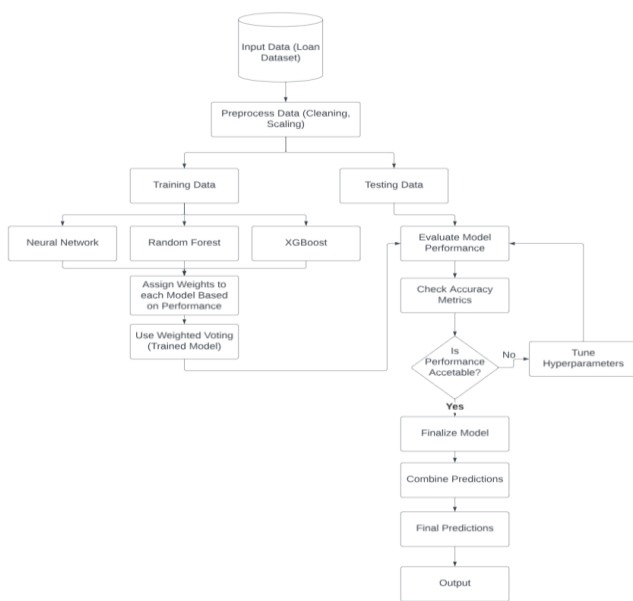 Input Data (Loan
Dataset)
Preprocess Data (Cleaning,
Scaling)
Training Data
Testing Data
Neural Network
Random Forest
XGBoost
Evaluate Model
Performance
Assign Weights to
each Model Based
on Performance
Check Accuracy
Metrics
Use Weighted Voting
(Trained Model)
Is
Performance
Accetable?
No
Tune
Hyperparameters
Yes
Finalize Model
Combine Predictions
Final Predictions
Output